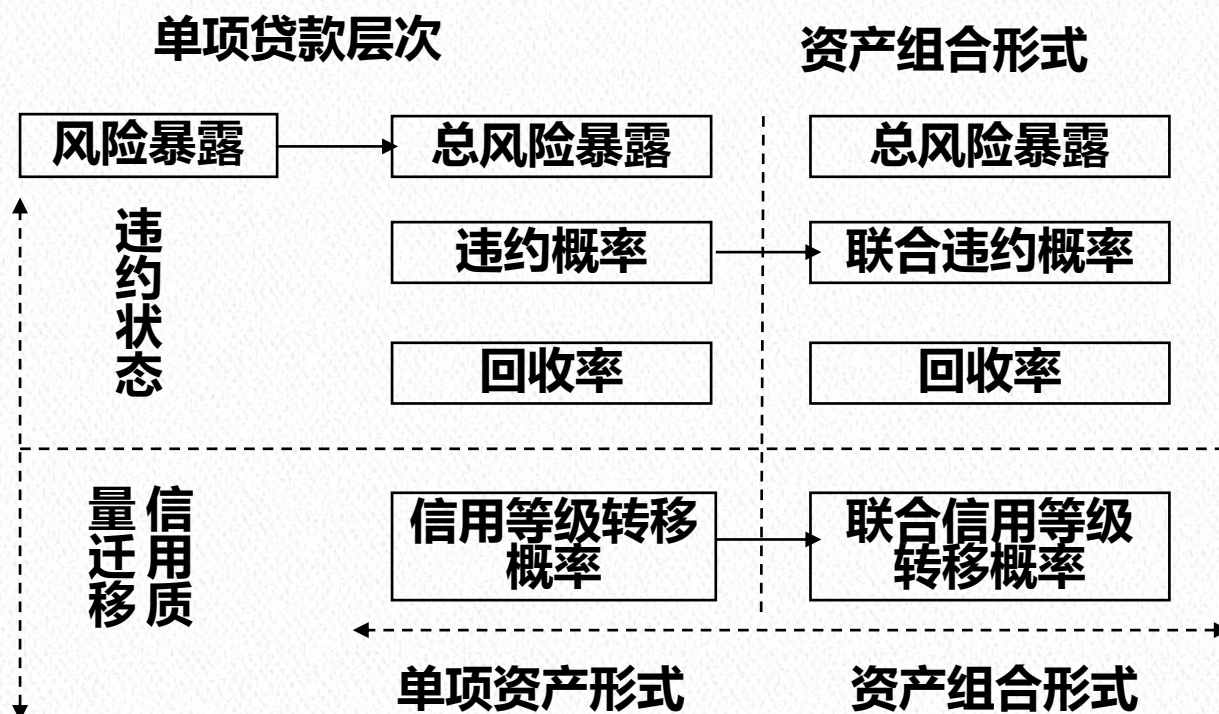 单项贷款层次
资产组合形式
风险暴露
总风险暴露
总风险暴露
违约状态
违约概率
联合违约概率
回收率
回收率
信用质
量迁移
信用等级转移
概率
联合信用等级
转移概率
单项资产形式
资产组合形式